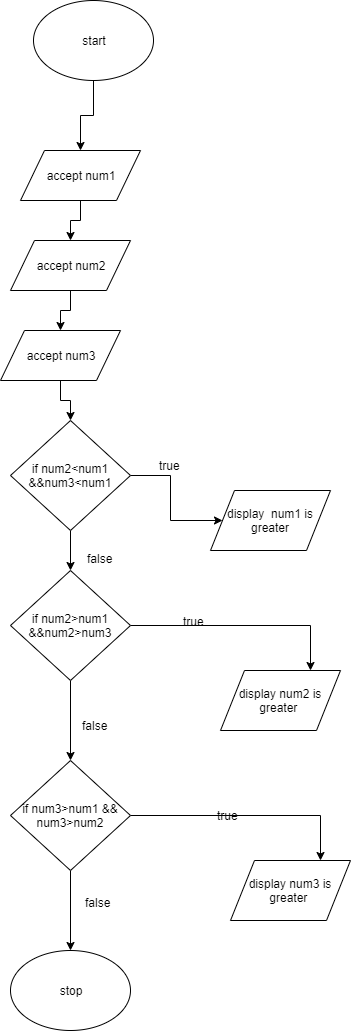 start
accept num1
accept num2
accept num3
if num2<num1
&&num3<num1
true
display  num1 is
greater
false
if num2>num1
&&num2>num3
true
display num2 is
greater
false
if num3>num1 &&
num3>num2
true
display num3 is
greater
false
stop